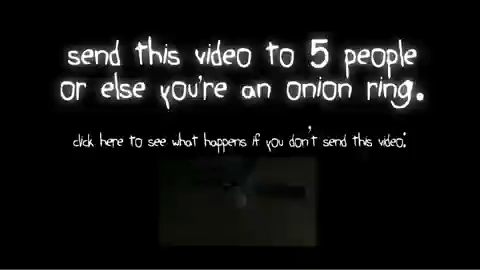 send this video to 5 people
or else you're an onion ring.
click here to see what happens if you don't send this video: